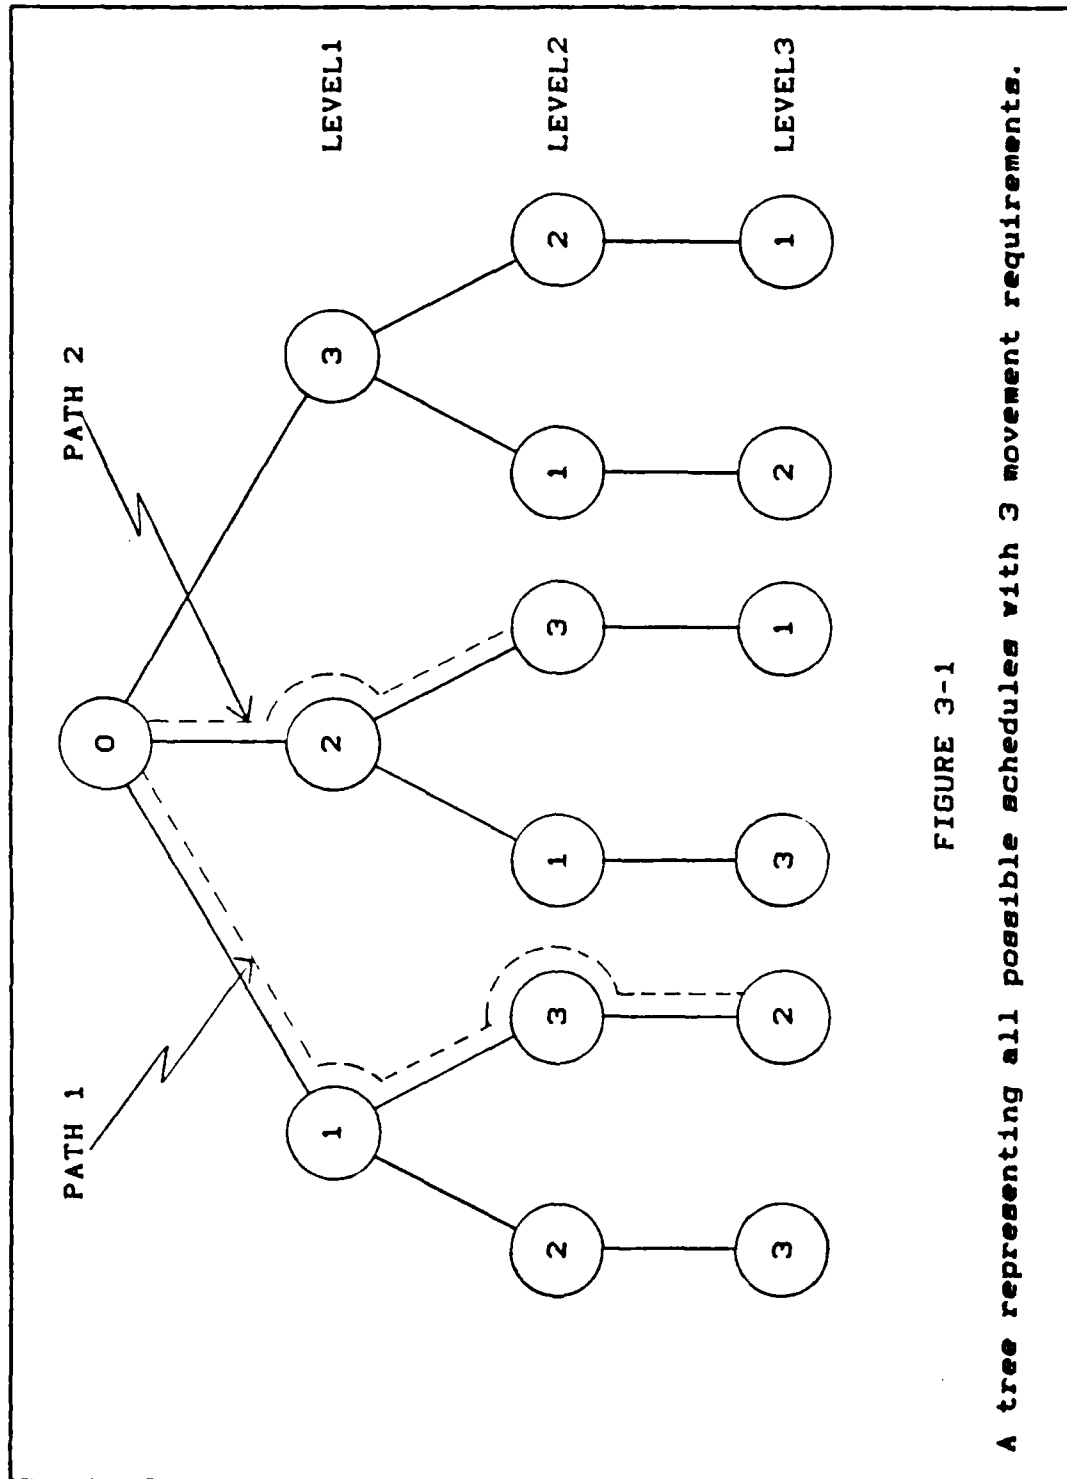 PATH 1
PATH 2
0
1 2 3 LEVEL1
2 3 1 3 1 2 LEVEL2
3 2 3 1 2 1 LEVEL3
FIGURE 3-1
A tree representing all possible schedules with 3 movement requirements.